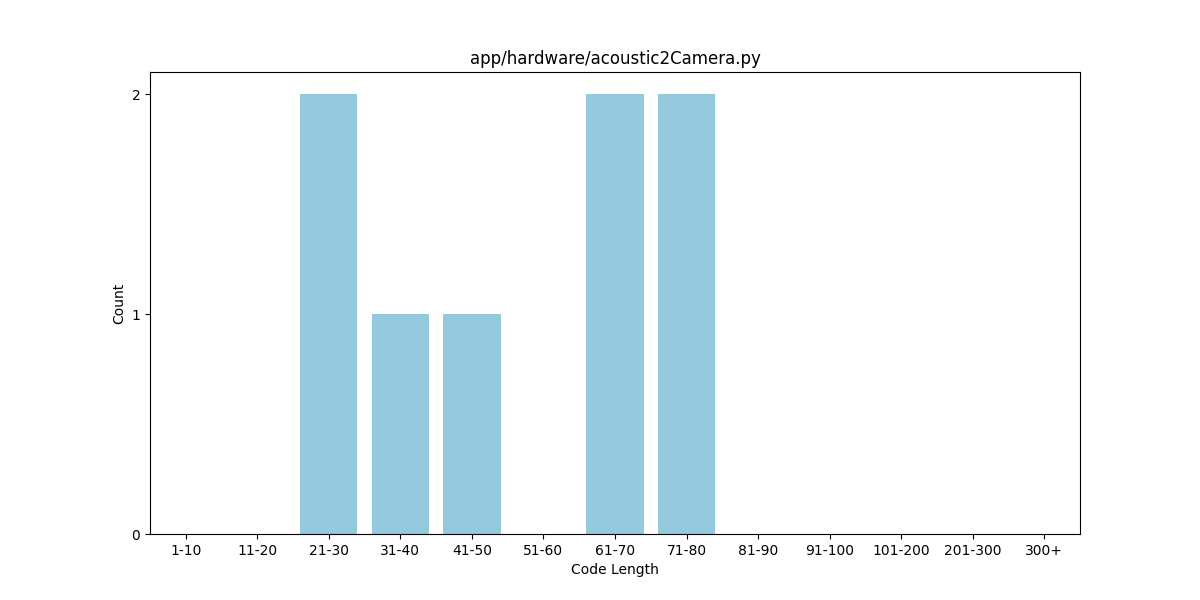 app/hardware/acoustic2Camera.py
2
1
0
Count
1-10 11-20 21-30 31-40 41-50 51-60 61-70 71-80 81-90 91-100 101-200 201-300 300+
Code Length